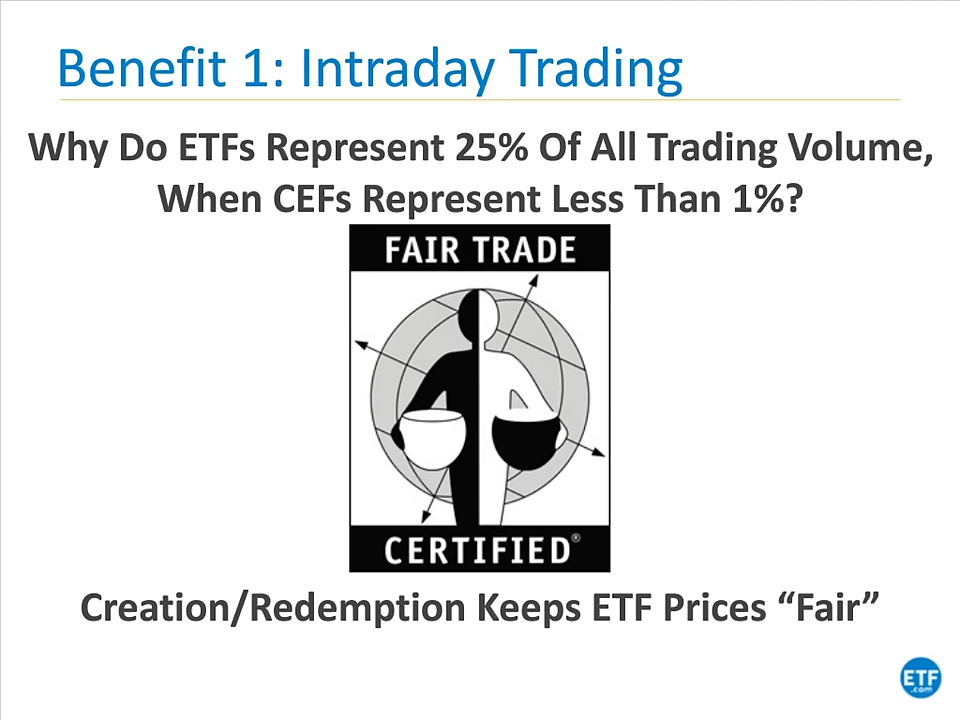 Benefit 1: Intraday Trading
Why Do ETFs Represent 25% Of All Trading Volume,
When CEFs Represent Less Than 1%?
FAIR TRADE
CERTIFIED®
Creation/Redemption Keeps ETF Prices “Fair”
ETF
.com